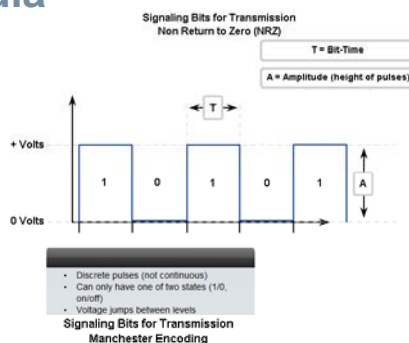 Signaling Bits for Transmission
Non Return to Zero (NRZ)
T = Bit-Time
A = Amplitude (height of pulses)
T
+ Volts
1 0 1 0 1
A
0 Volts
• Discrete pulses (not continuous)
• Can only have one of two states (1/0,
on/off)
• Voltage jumps between levels
Signaling Bits for Transmission
Manchester Encoding